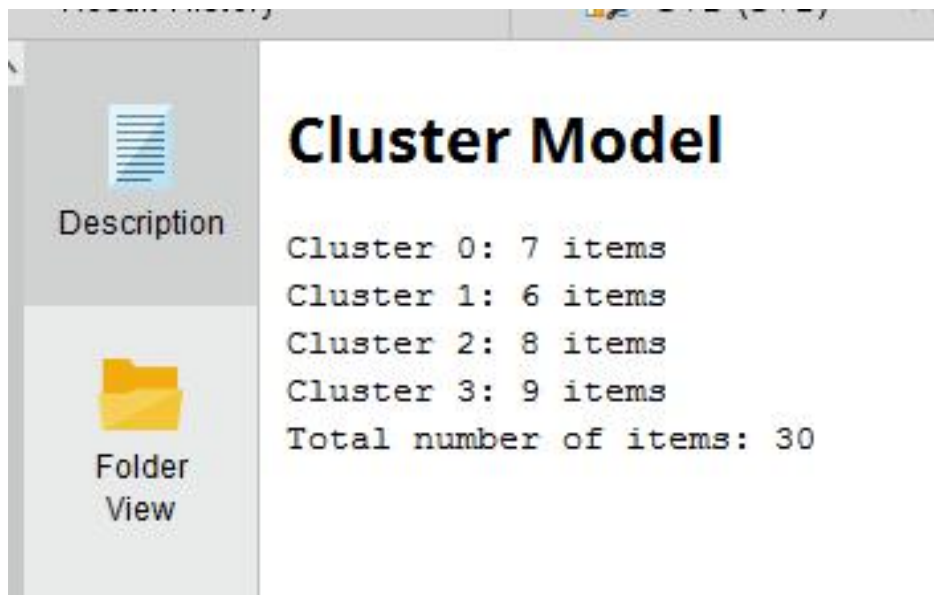 Cluster Model
Description
Cluster 0: 7 items
Cluster 1: 6 items
Cluster 2: 8 items
Cluster 3: 9 items
Total number of items: 30
Folder
View